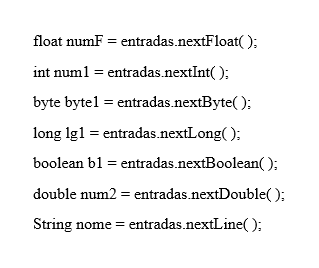 float numF = entradas.nextFloat( );
int num1 = entradas.nextInt( );
byte byte1 = entradas.nextByte( );
long lg1 = entradas.nextLong( );
boolean b1 = entradas.nextBoolean( );
double num2 = entradas.nextDouble( );
String nome = entradas.nextLine( );